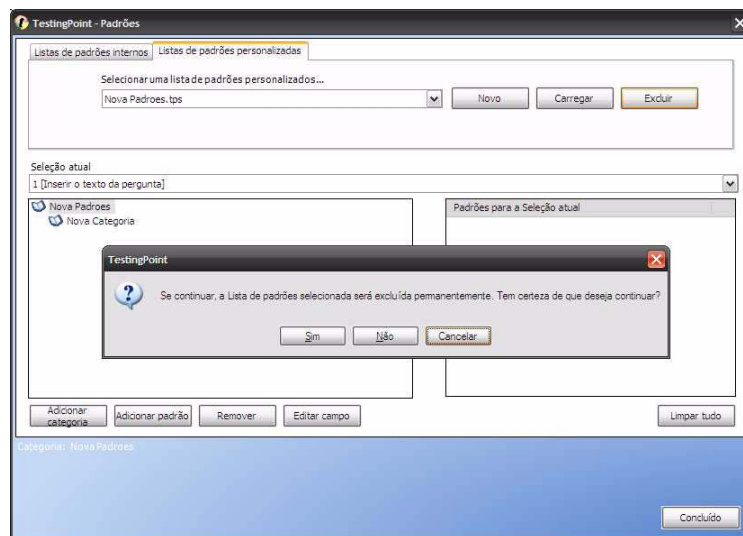 TestingPoint - Padrões
Listas de padrões internos
Listas de padrões personalizadas
Selecionar uma lista de padrões personalizados...
Nova Padroes.tps
Novo
Carregar
Excluir
Seleção atual
1 [Inserir o texto da pergunta]
Nova Padroes
Nova Categoria
Padrões para a Seleção atual
TestingPoint
Se continuar, a Lista de padrões selecionada será excluída permanentemente. Tem certeza de que deseja continuar?
Sim
Não
Cancelar
Adicionar
categoria
Adicionar padrão
Remover
Editar campo
Limpar tudo
Categoria: Nova Padroes
Concluído